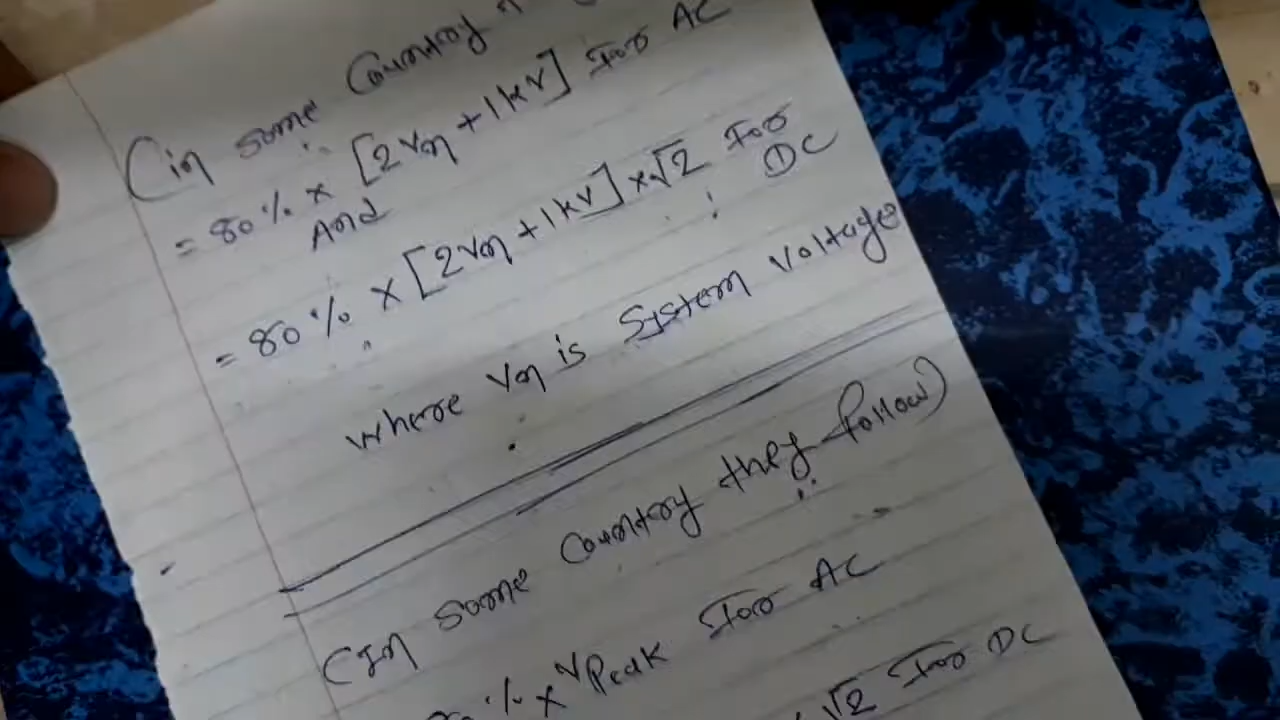 (in some Country
= 80% × [2Vn + 1kV] For AC
And
= 80% × [2Vn + 1kV] × √2 For DC
where Vn is System Voltage
(In some Country they follow)
% × VPeak For AC
√2 For DC